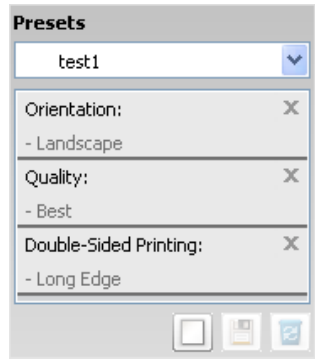 Presets
test1
Orientation:
- Landscape
Quality:
- Best
Double-Sided Printing:
- Long Edge